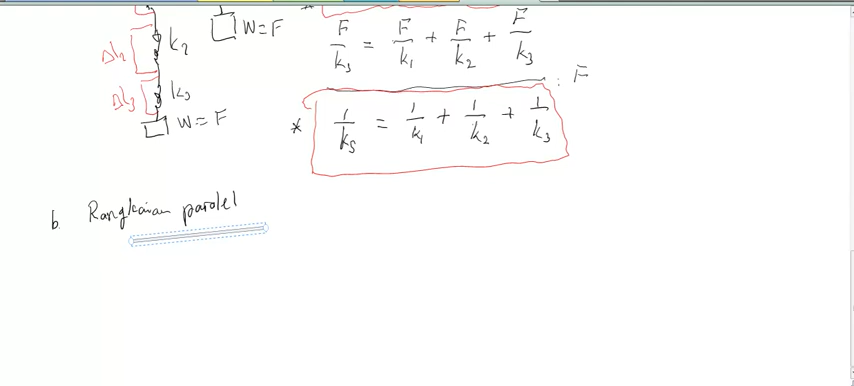 k2
W = F
F/ks = F/k1 + F/k2 + F/k3
Δl2
: F
Δl3
k3
W = F
* 1/ks = 1/k1 + 1/k2 + 1/k3
b. Rangkaian paralel